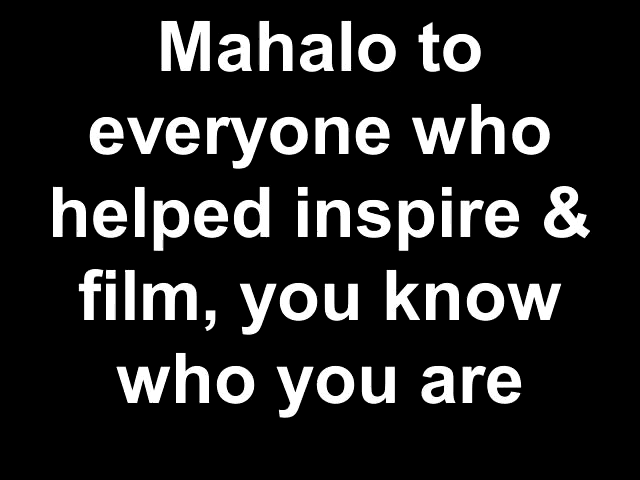 Mahalo to
everyone who
helped inspire &
film, you know
who you are